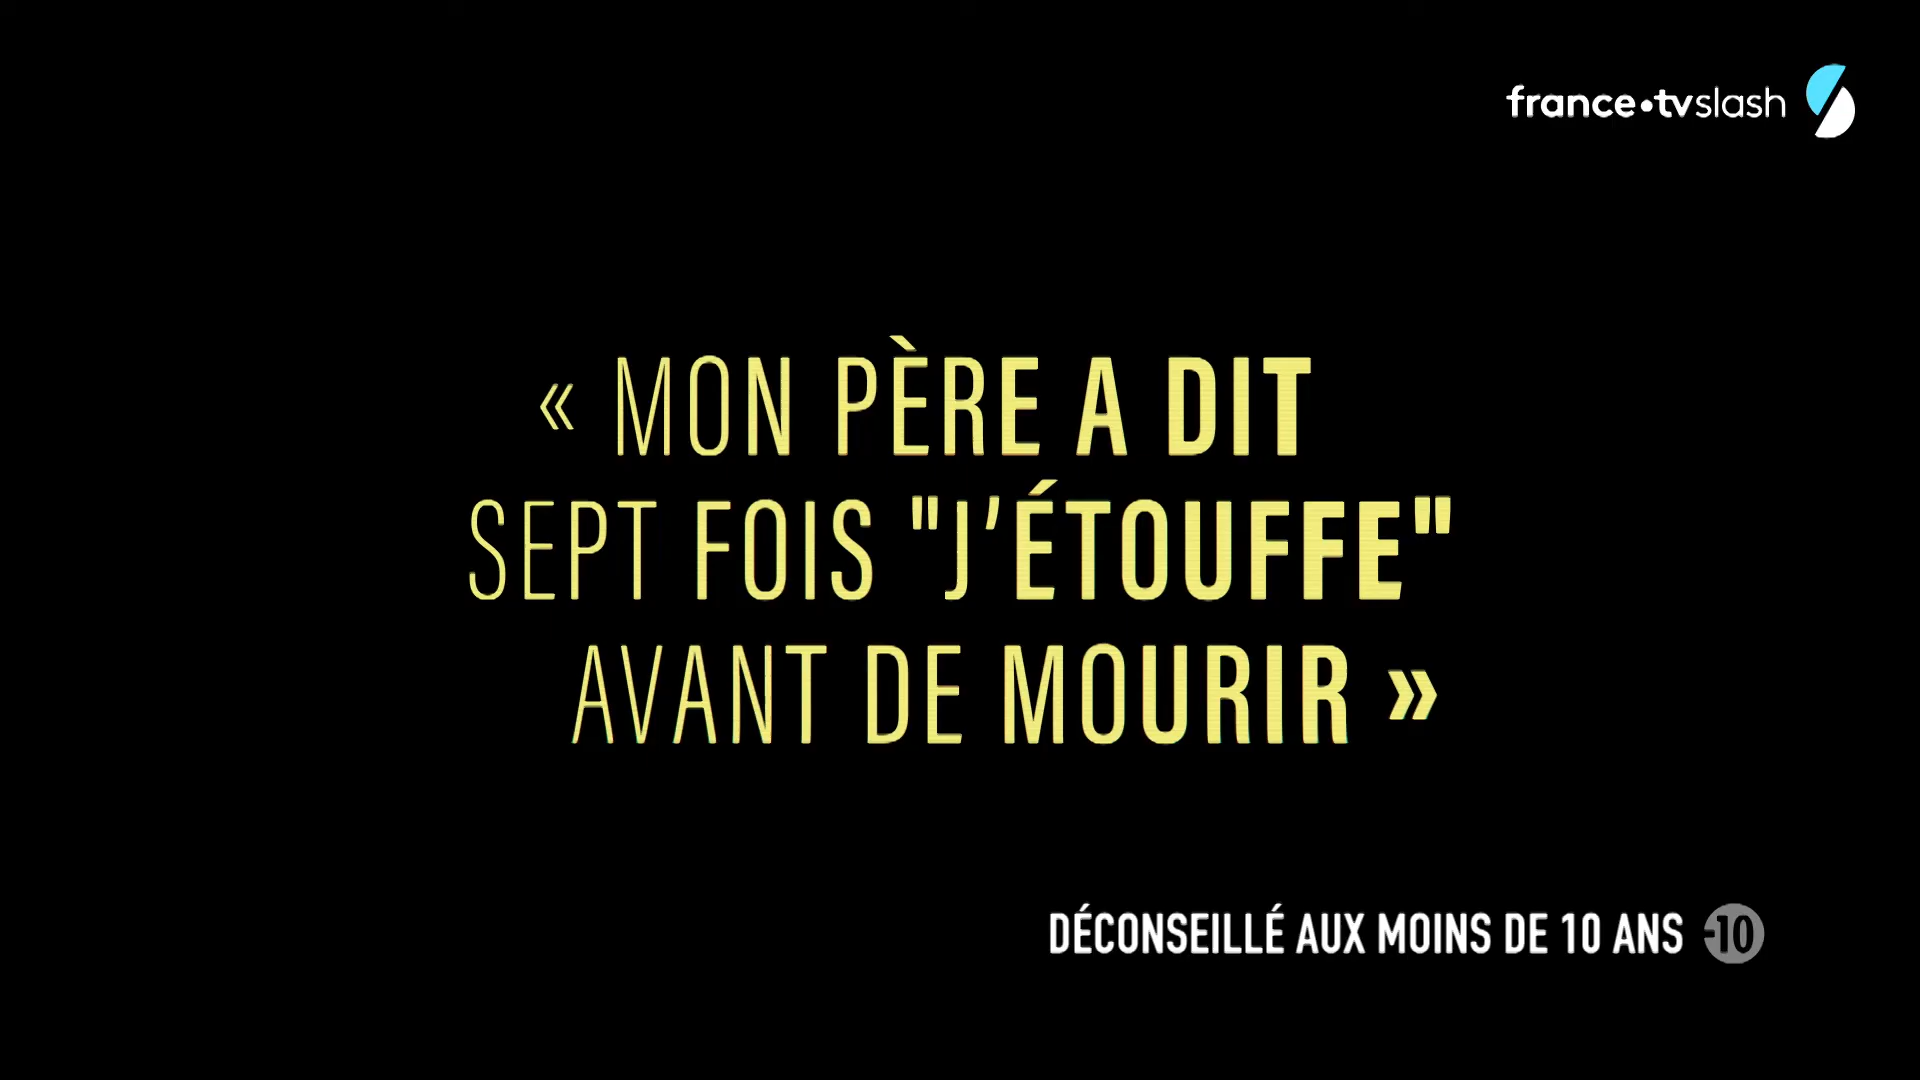 france•tvslash
« MON PÈRE A DIT
SEPT FOIS "J’ÉTOUFFE"
AVANT DE MOURIR »
DÉCONSEILLÉ AUX MOINS DE 10 ANS -10